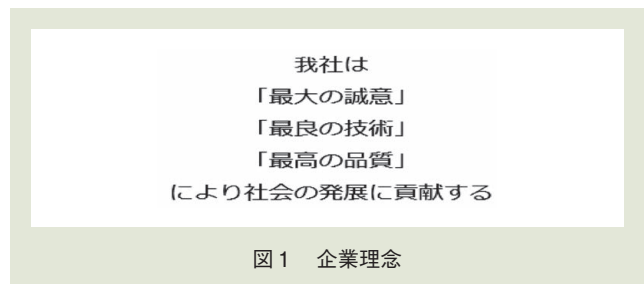 我社は
「最大の誠意」
「最良の技術」
「最高の品質」
により社会の発展に貢献する
図1　企業理念